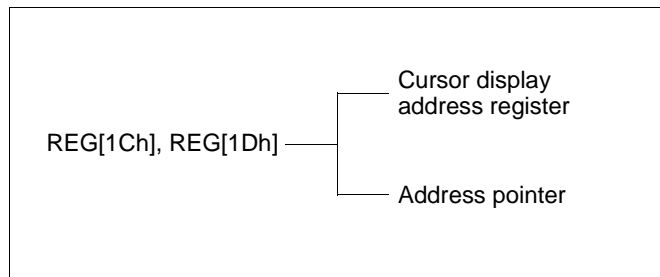 Cursor display
address register
REG[1Ch], REG[1Dh]
Address pointer